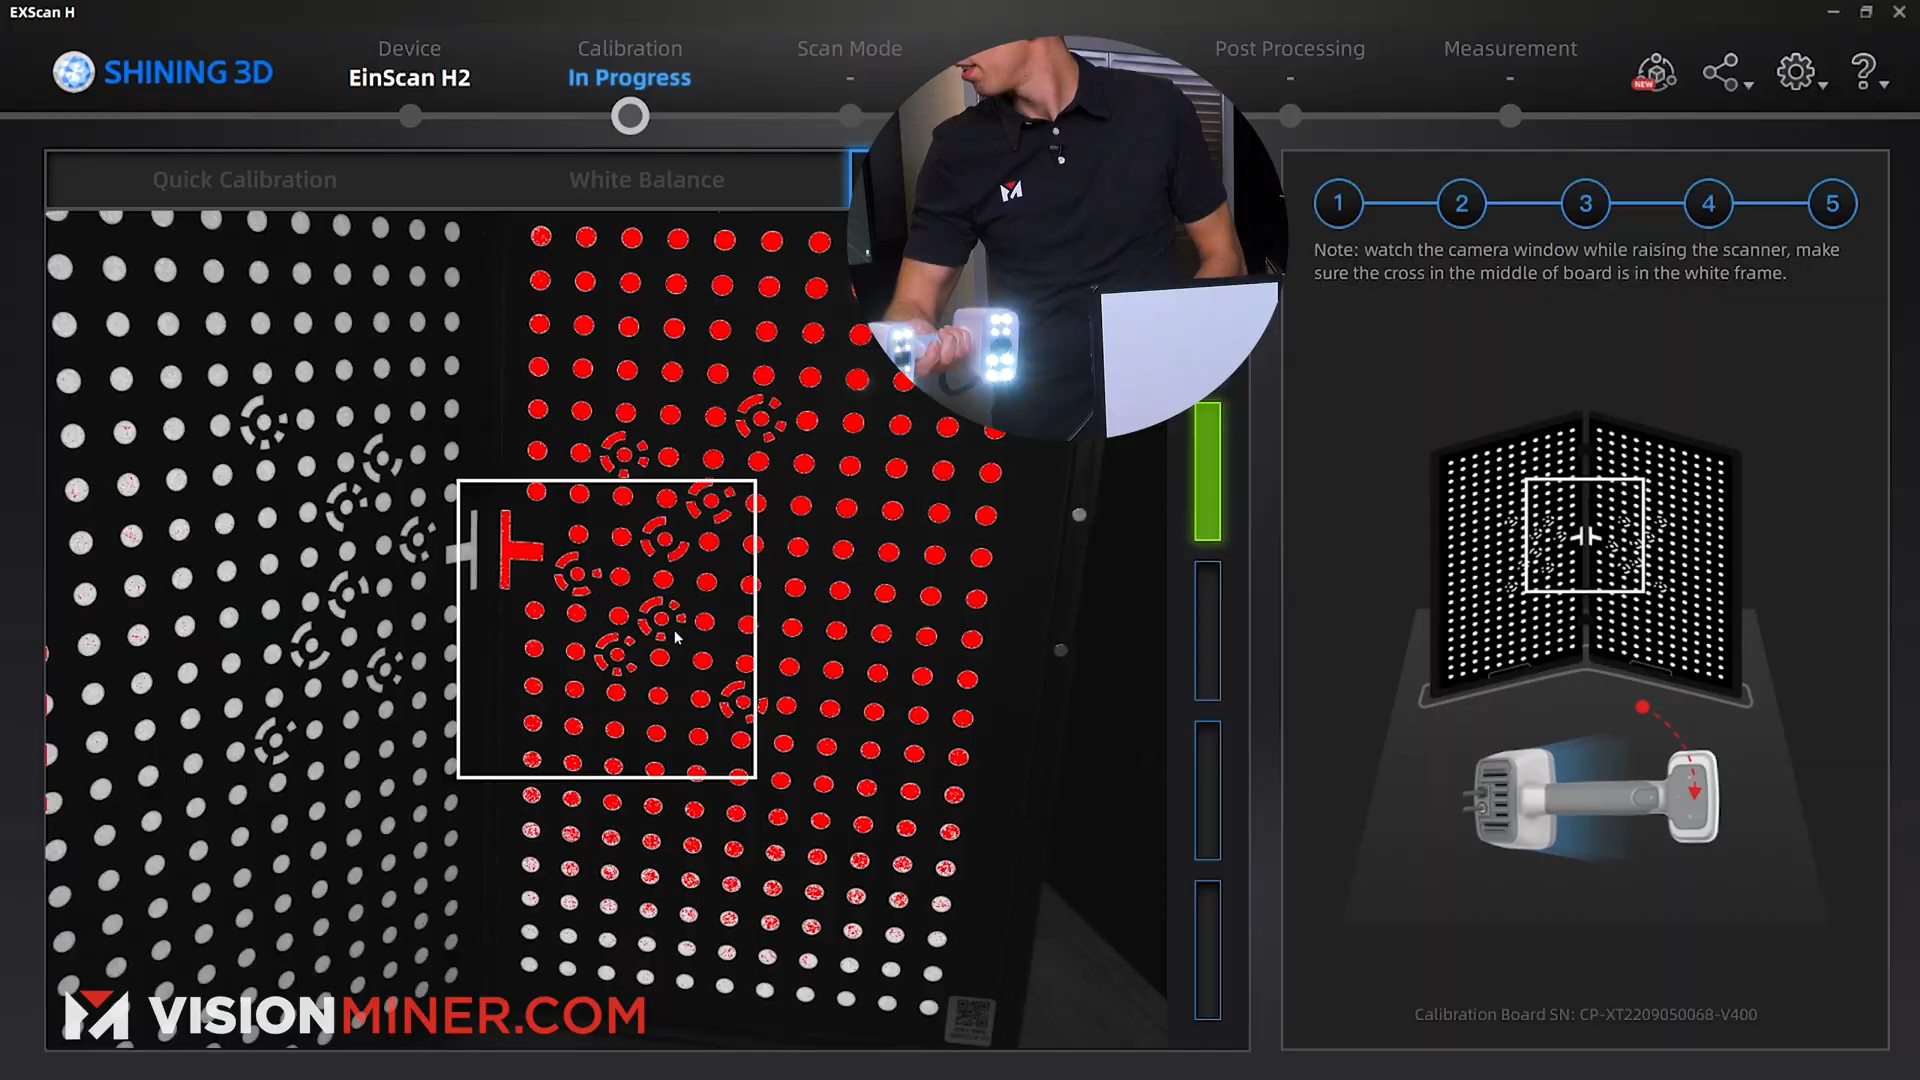 EXScan H
SHINING 3D
Device
EinScan H2
Calibration
In Progress
Scan Mode
-
Post Processing
-
Measurement
-
NEW
Quick Calibration
White Balance
1 2 3 4 5
Note: watch the camera window while raising the scanner, make
sure the cross in the middle of board is in the white frame.
Calibration Board SN: CP-XT2209050068-V400
VISIONMINER.COM